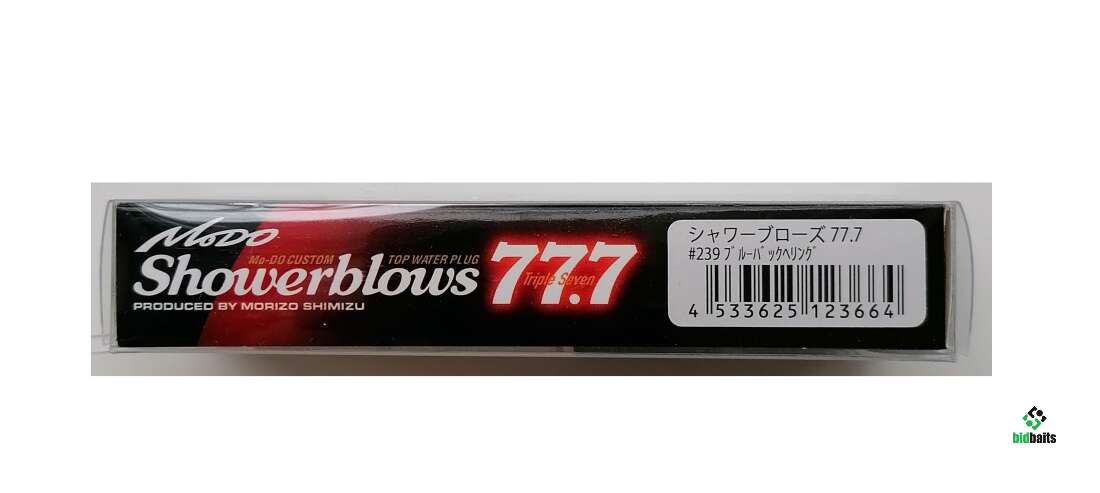 MoDO
Mo-DO CUSTOM TOP WATER PLUG
Showerblows 77.7
Triple Seven
PRODUCED BY MORIZO SHIMIZU
シャワーブローズ 77.7
#239 ﾌﾞﾙｰﾊﾞｯｸﾍﾘﾝｸﾞ
4 533625 123664
bidbaits